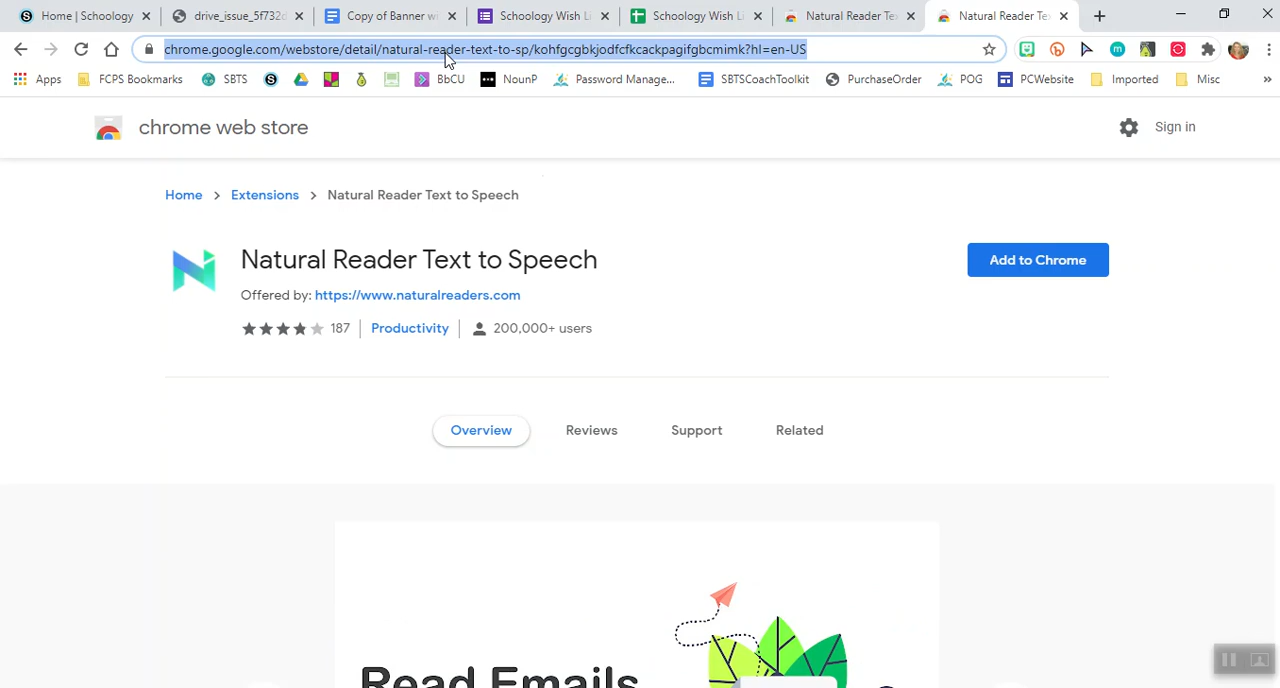 Home | Schoology
drive_issue_5f732d
Copy of Banner w
Schoology Wish Li
Schoology Wish Li
Natural Reader Te
Natural Reader Te
chrome.google.com/webstore/detail/natural-reader-text-to-sp/kohfgcgbkjodfcfkcackpagifgbcmimk?hl=en-US
Apps FCPS Bookmarks SBTS BbCU NounP Password Manage... SBTSCoachToolkit PurchaseOrder POG PCWebsite Imported Misc »
chrome web store
Sign in
Home > Extensions > Natural Reader Text to Speech
Natural Reader Text to Speech
Add to Chrome
Offered by: https://www.naturalreaders.com
187 Productivity 200,000+ users
Overview Reviews Support Related
Read Emails